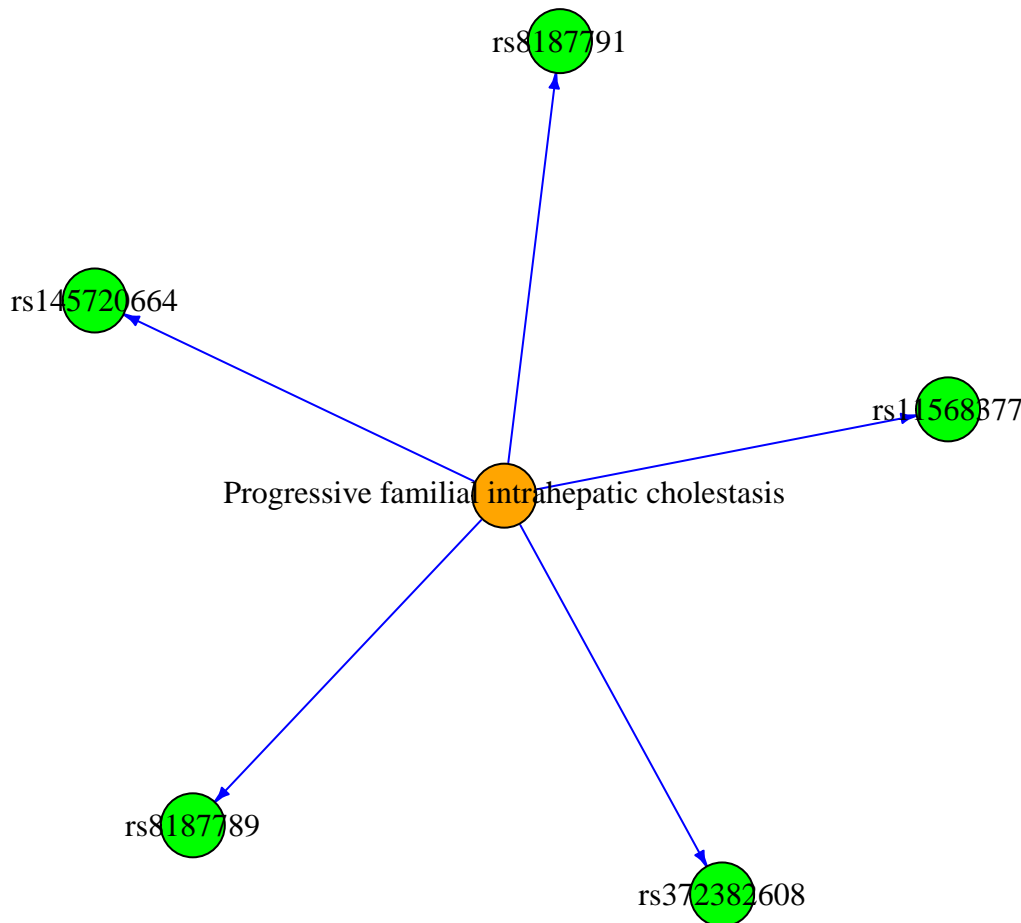 rs8187791
rs145720664
rs11568377
Progressive familial intrahepatic cholestasis
rs8187789
rs372382608